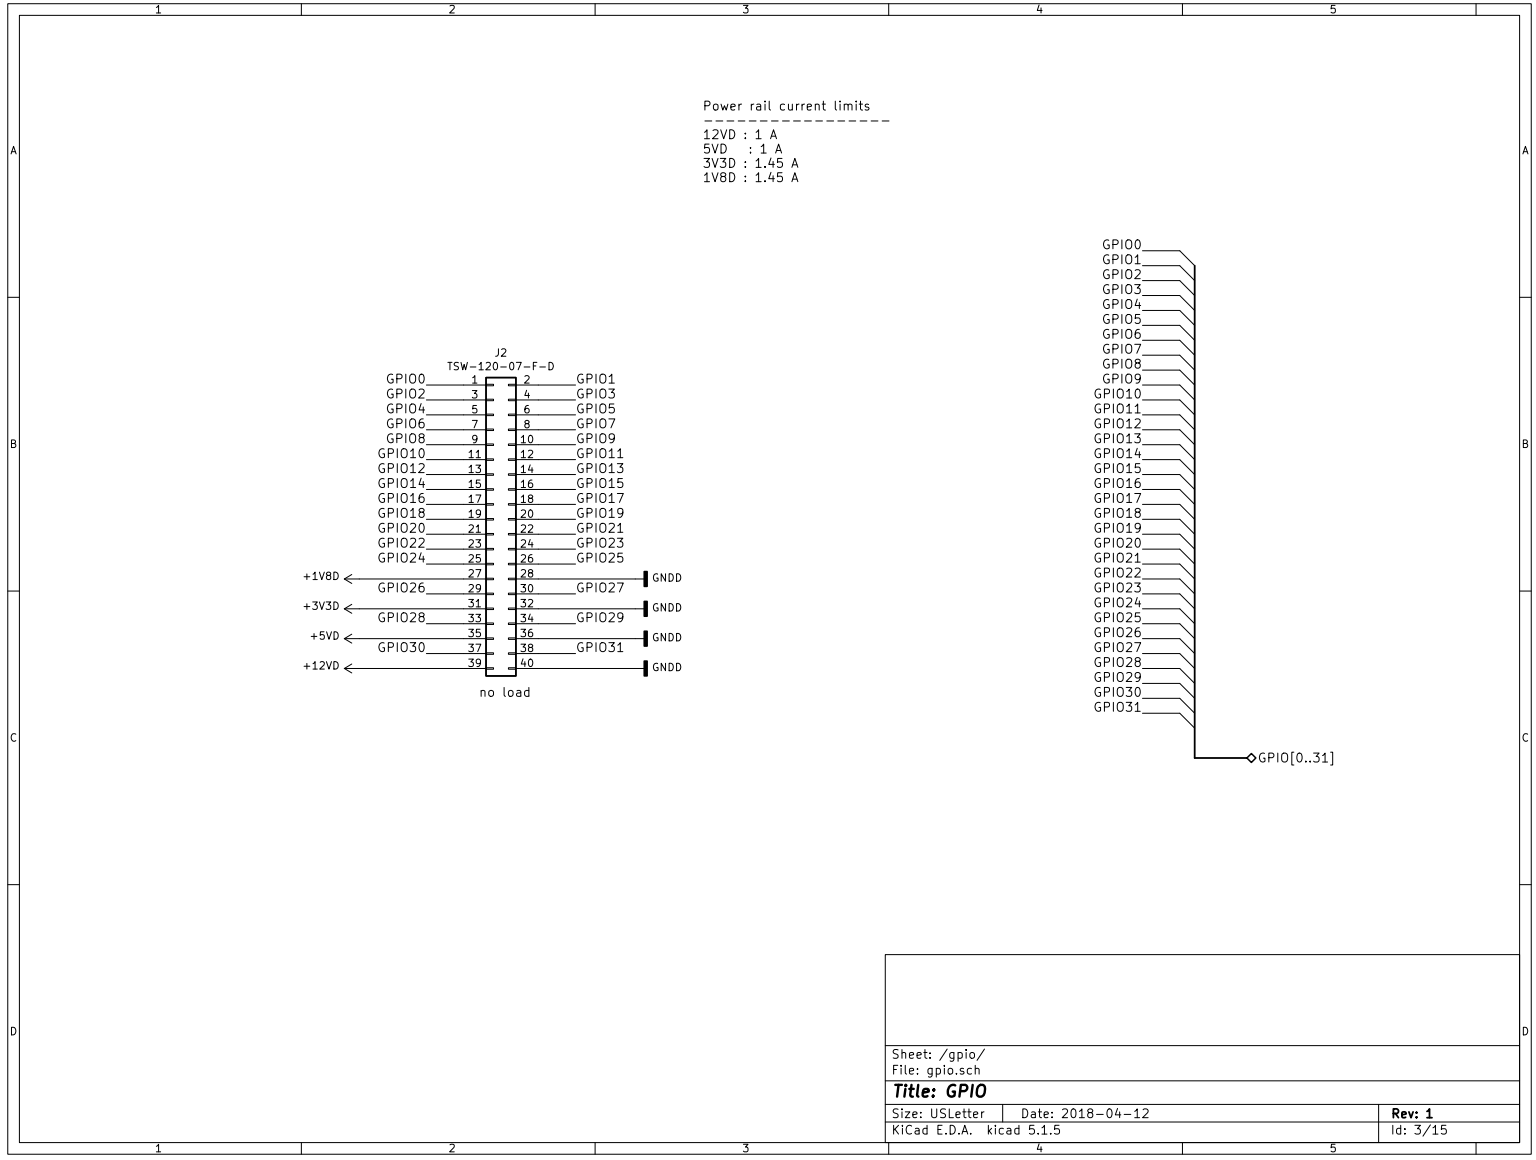 1 2 3 4 5
Power rail current limits
------------------
12VD : 1 A
5VD : 1 A
3V3D : 1.45 A
1V8D : 1.45 A
A A
B B
C C
D D
J2
TSW-120-07-F-D
GPIO0 1 2 GPIO1
GPIO2 3 4 GPIO3
GPIO4 5 6 GPIO5
GPIO6 7 8 GPIO7
GPIO8 9 10 GPIO9
GPIO10 11 12 GPIO11
GPIO12 13 14 GPIO13
GPIO14 15 16 GPIO15
GPIO16 17 18 GPIO17
GPIO18 19 20 GPIO19
GPIO20 21 22 GPIO21
GPIO22 23 24 GPIO23
GPIO24 25 26 GPIO25
+1V8D 27 28 GNDD
GPIO26 29 30 GPIO27
+3V3D 31 32 GNDD
GPIO28 33 34 GPIO29
+5VD 35 36 GNDD
GPIO30 37 38 GPIO31
+12VD 39 40 GNDD
no load
GPIO0
GPIO1
GPIO2
GPIO3
GPIO4
GPIO5
GPIO6
GPIO7
GPIO8
GPIO9
GPIO10
GPIO11
GPIO12
GPIO13
GPIO14
GPIO15
GPIO16
GPIO17
GPIO18
GPIO19
GPIO20
GPIO21
GPIO22
GPIO23
GPIO24
GPIO25
GPIO26
GPIO27
GPIO28
GPIO29
GPIO30
GPIO31
GPIO[0..31]
Sheet: /gpio/
File: gpio.sch
Title: GPIO
Size: USLetter Date: 2018-04-12 Rev: 1
KiCad E.D.A. kicad 5.1.5 Id: 3/15
1 2 3 4 5